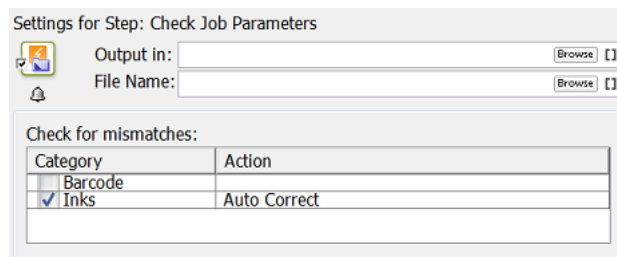 Settings for Step: Check Job Parameters
Output in: Browse []
File Name: Browse []
Check for mismatches:
Category Action
Barcode
Inks Auto Correct